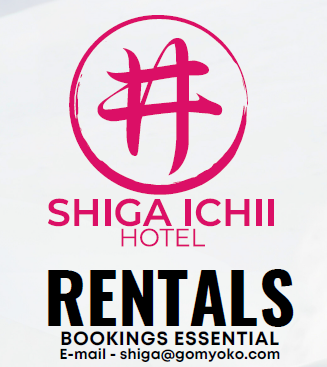 井
SHIGA ICHII
HOTEL
RENTALS
BOOKINGS ESSENTIAL
E-mail - shiga@gomyoko.com